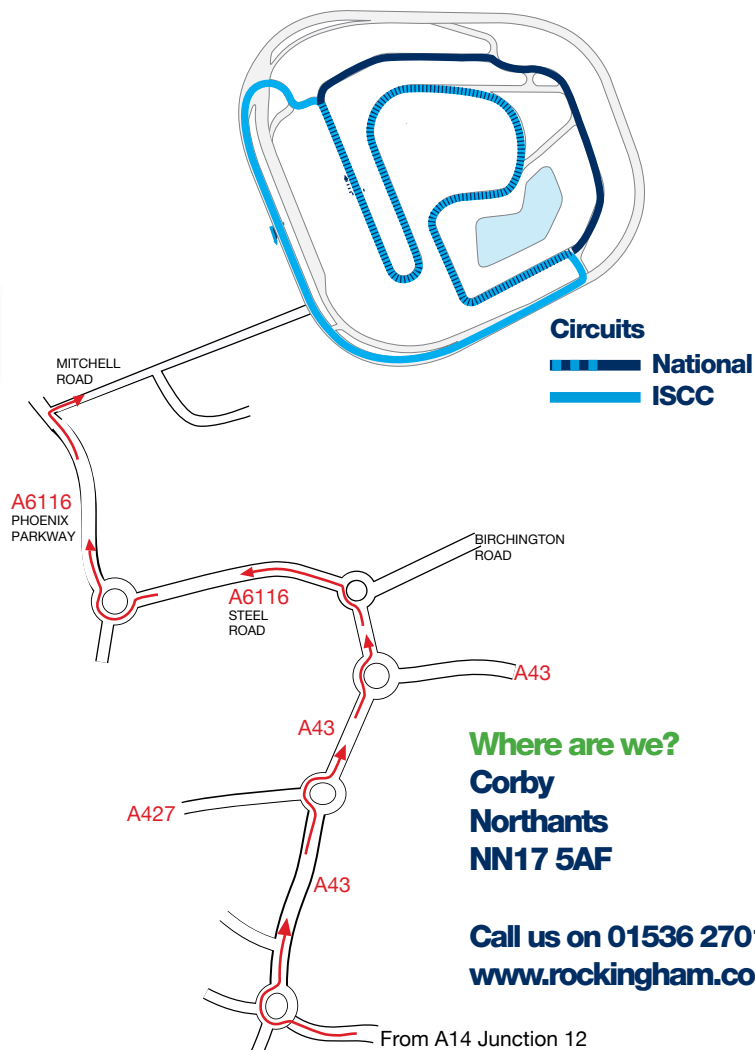 Circuits
National
ISCC
MITCHELL
ROAD
A6116
PHOENIX
PARKWAY
BIRCHINGTON
ROAD
A6116
STEEL
ROAD
A43
A43
Where are we?
Corby
Northants
NN17 5AF
A427
A43
Call us on 01536 270
www.rockingham.co
From A14 Junction 12